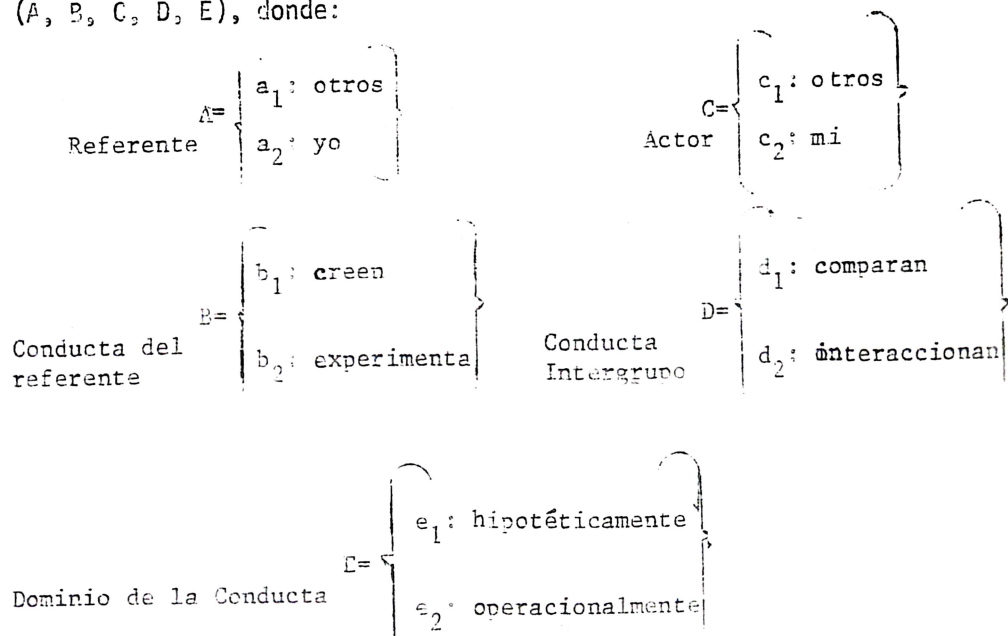 (A, B, C, D, E), donde:
a1: otros
A=
Referente
a2: yo
c1: otros
C=
Actor
c2: mi
b1: creen
B=
Conducta del
referente
b2: experimenta
d1: comparan
D=
Conducta
Intergrupo
d2: interaccionan
e1: hipotéticamente
E=
Dominio de la Conducta
e2: operacionalmente